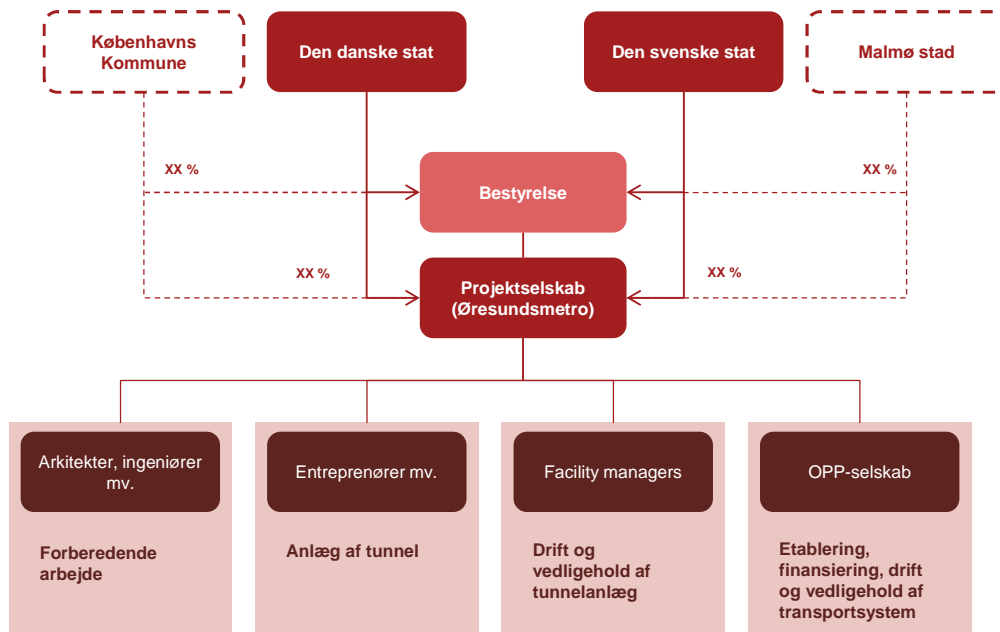 Københavns
Kommune
Den danske stat
Den svenske stat
Malmø stad
XX %
XX %
Bestyrelse
XX %
XX %
Projektselskab
(Øresundsmetro)
Arkitekter, ingeniører
mv.
Entreprenører mv.
Facility managers
OPP-selskab
Forberedende
arbejde
Anlæg af tunnel
Drift og
vedligehold af
tunnelanlæg
Etablering,
finansiering, drift
og vedligehold af
transportsystem